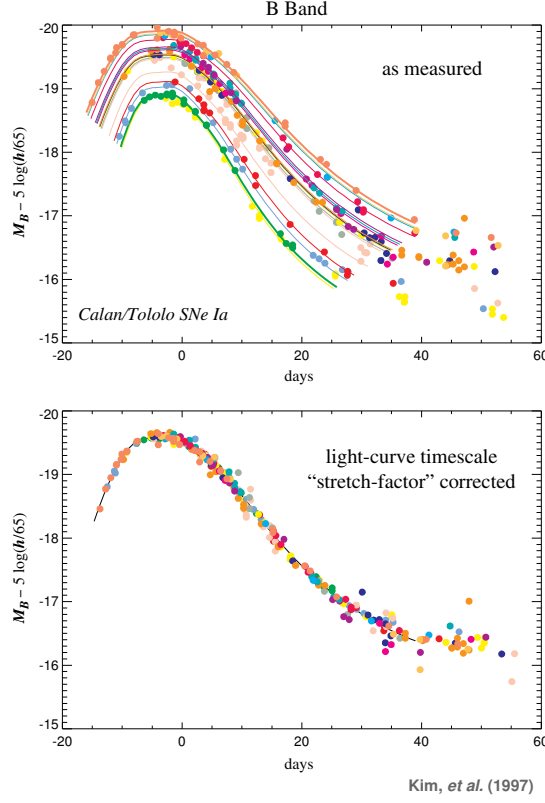 B Band
-20
-19
-18
-17
-16
-15
M_B – 5 log(h/65)
as measured
Calan/Tololo SNe Ia
-20 0 20 40 60
days
-20
-19
-18
-17
-16
-15
M_B – 5 log(h/65)
light-curve timescale
“stretch-factor” corrected
-20 0 20 40 60
days
Kim, et al. (1997)